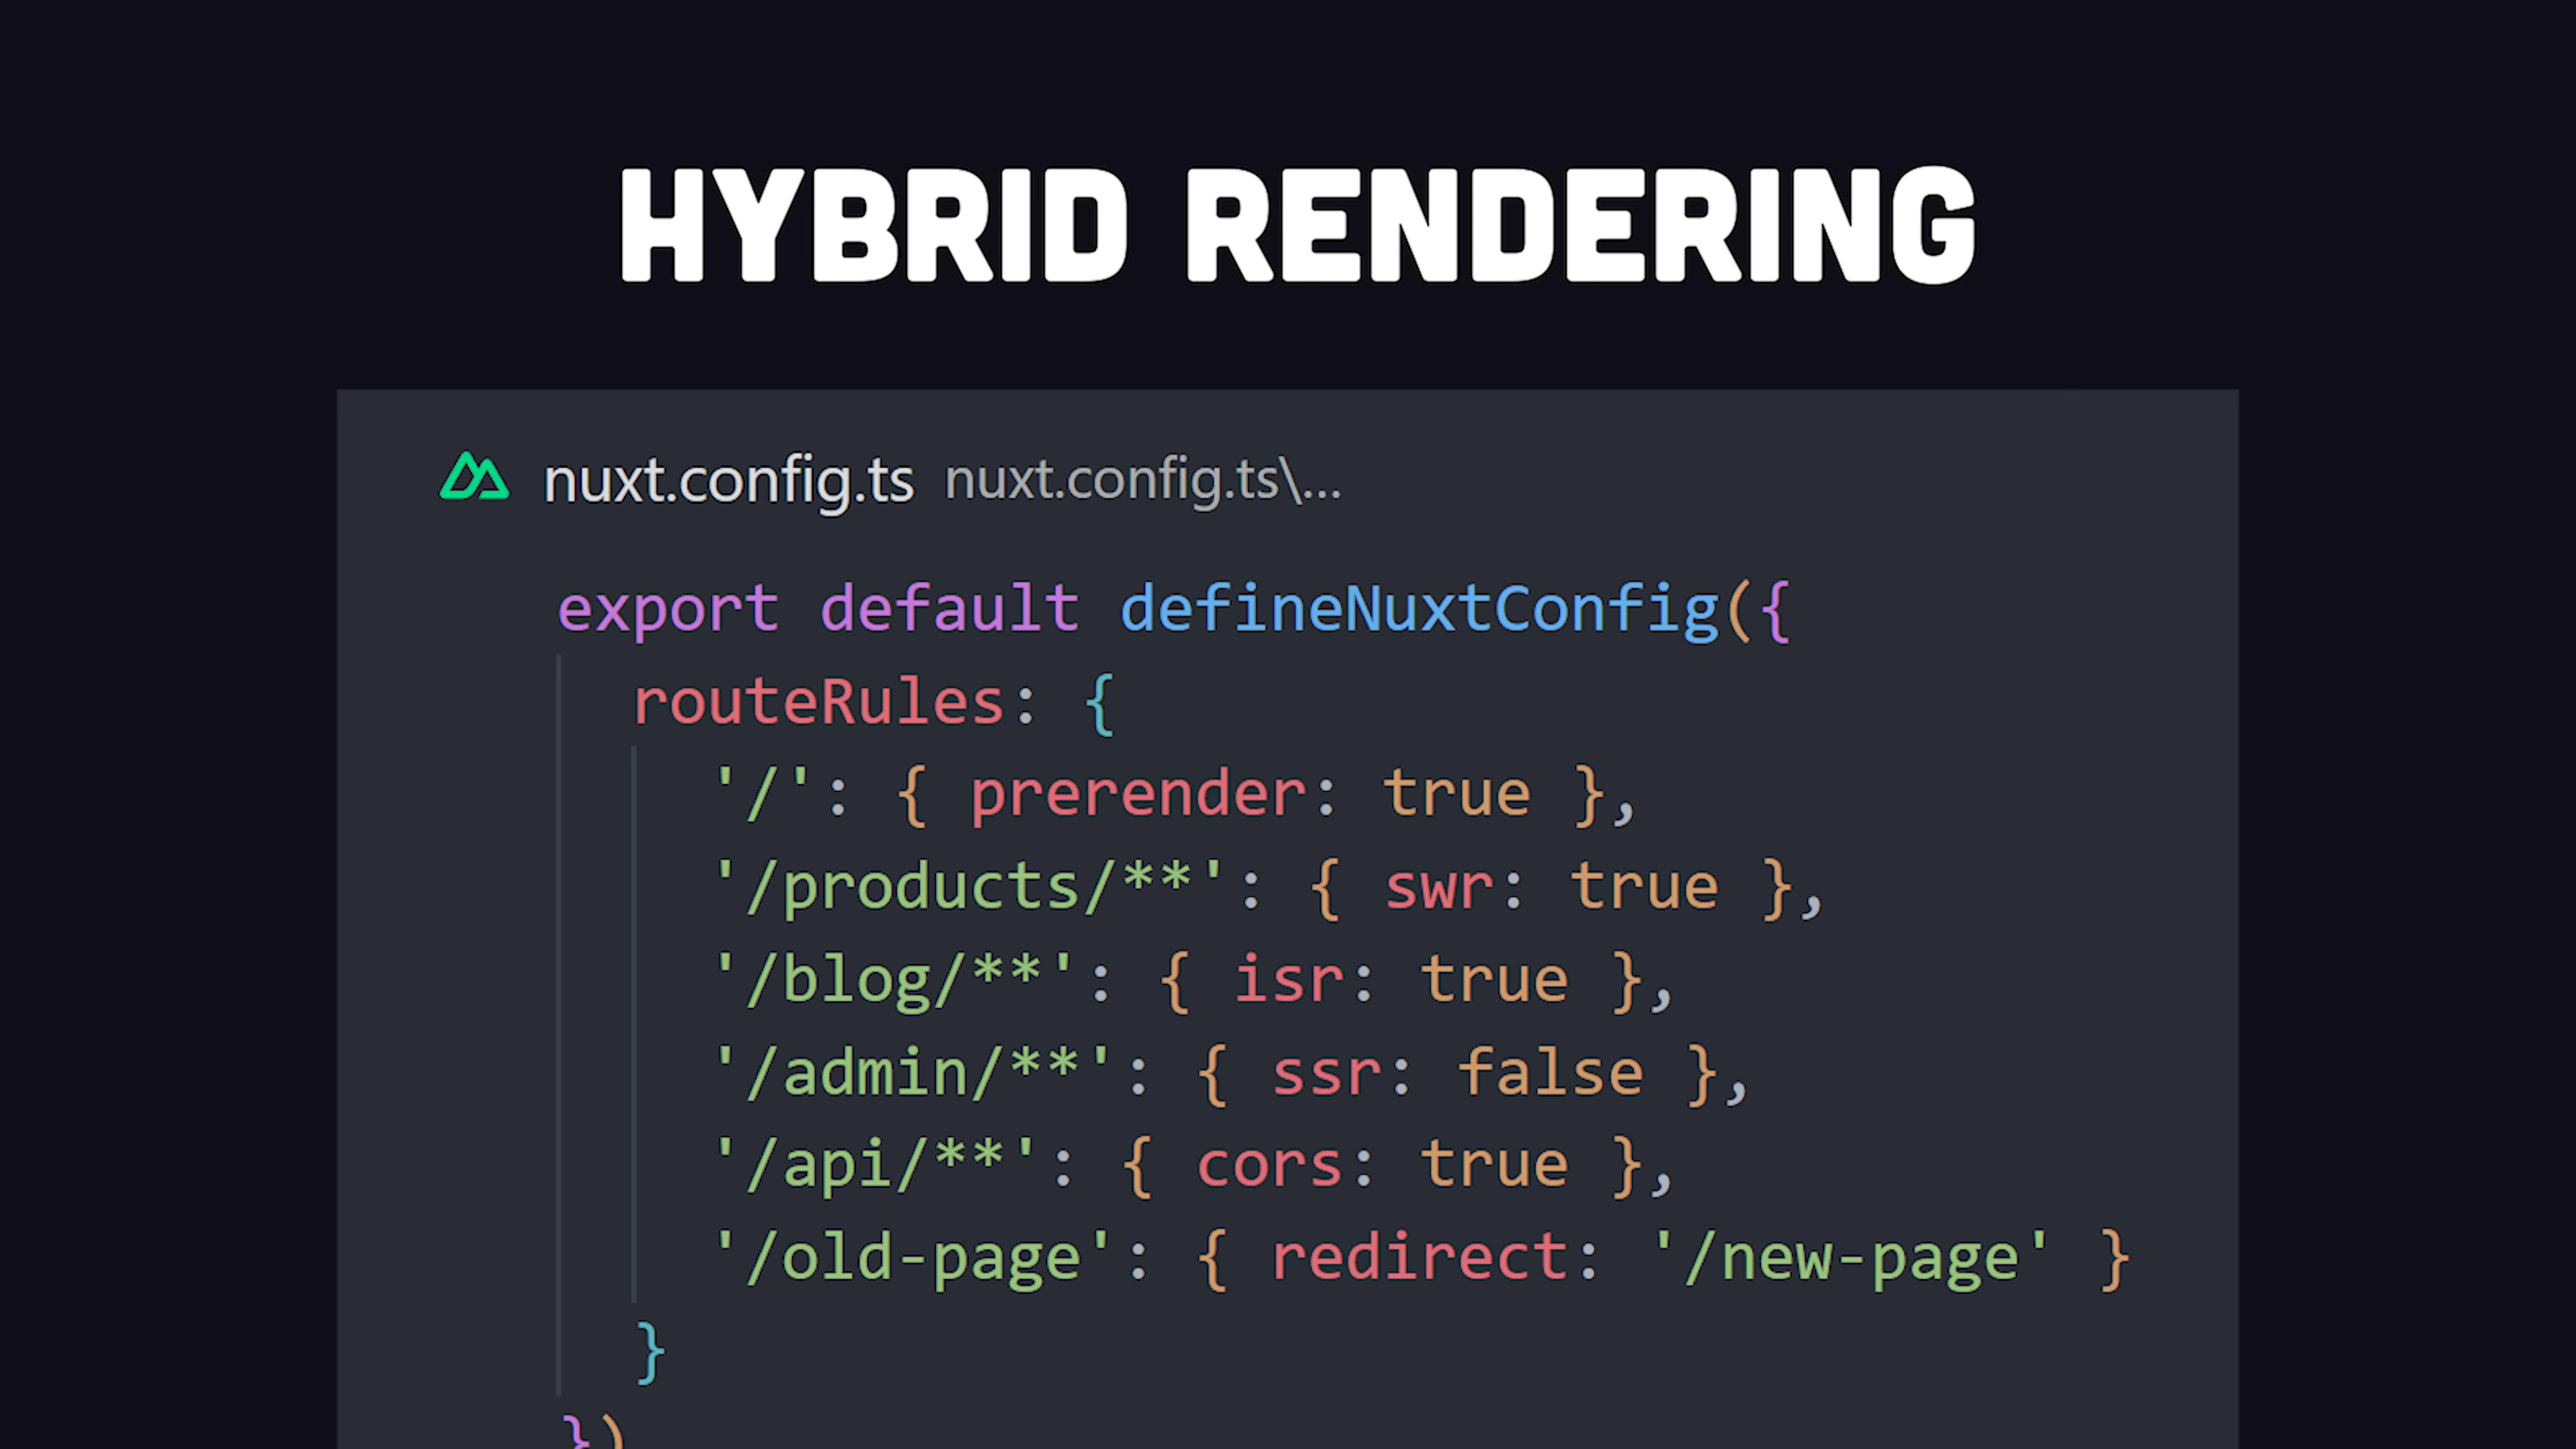 HYBRID RENDERING
nuxt.config.ts nuxt.config.ts\...
export default defineNuxtConfig({
  routeRules: {
    '/': { prerender: true },
    '/products/**': { swr: true },
    '/blog/**': { isr: true },
    '/admin/**': { ssr: false },
    '/api/**': { cors: true },
    '/old-page': { redirect: '/new-page' }
  }
})